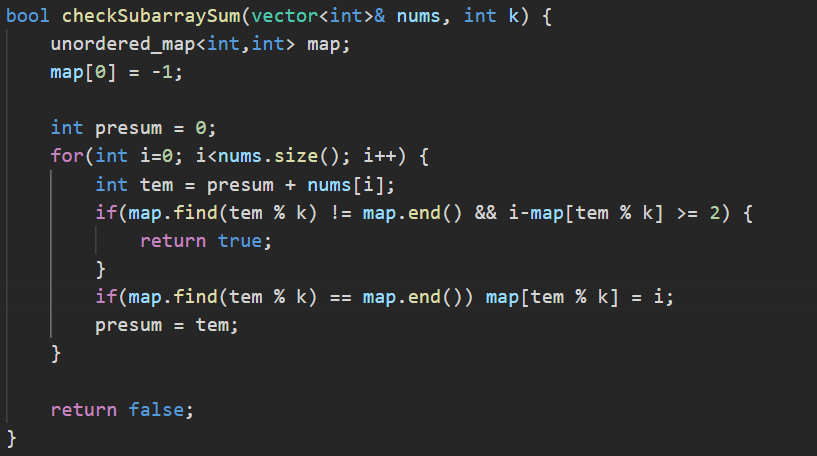 bool checkSubarraySum(vector<int>& nums, int k) {
    unordered_map<int,int> map;
    map[0] = -1;

    int presum = 0;
    for(int i=0; i<nums.size(); i++) {
        int tem = presum + nums[i];
        if(map.find(tem % k) != map.end() && i-map[tem % k] >= 2) {
            return true;
        }
        if(map.find(tem % k) == map.end()) map[tem % k] = i;
        presum = tem;
    }

    return false;
}